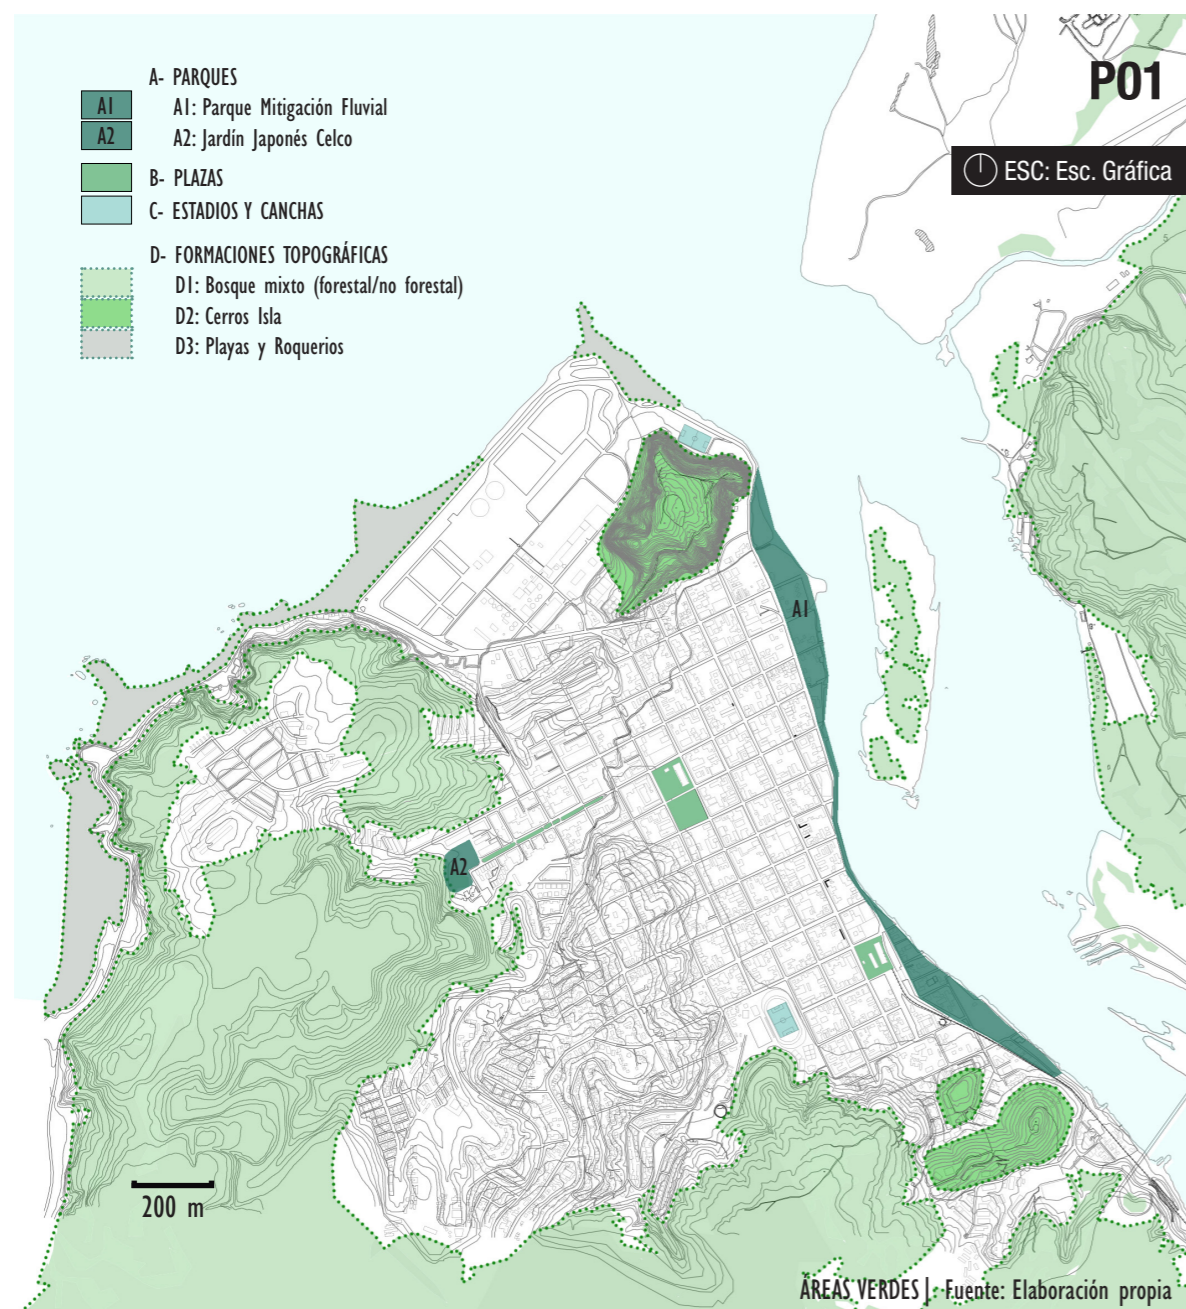 A- PARQUES
A1 A1: Parque Mitigación Fluvial
A2 A2: Jardín Japonés Celco
B- PLAZAS
C- ESTADIOS Y CANCHAS
D- FORMACIONES TOPOGRÁFICAS
D1: Bosque mixto (forestal/no forestal)
D2: Cerros Isla
D3: Playas y Roquerios
P01
ESC: Esc. Gráfica
5
A1
A2
200 m
ÁREAS VERDES | Fuente: Elaboración propia